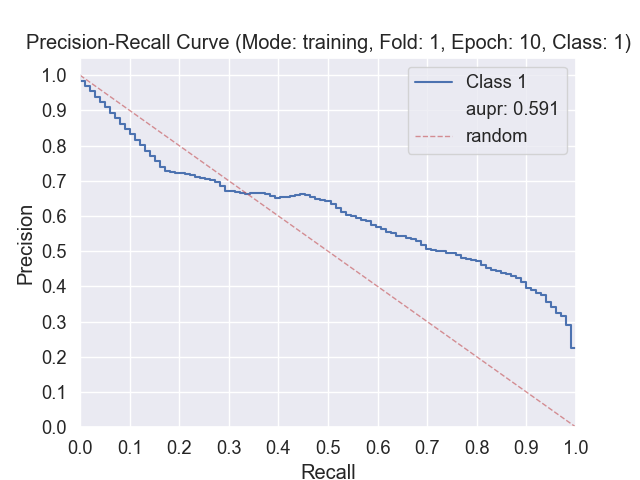 Precision-Recall Curve (Mode: training, Fold: 1, Epoch: 10, Class: 1)
Class 1
aupr: 0.591
random
Precision
1.0
0.9
0.8
0.7
0.6
0.5
0.4
0.3
0.2
0.1
0.0
0.0 0.1 0.2 0.3 0.4 0.5 0.6 0.7 0.8 0.9 1.0
Recall